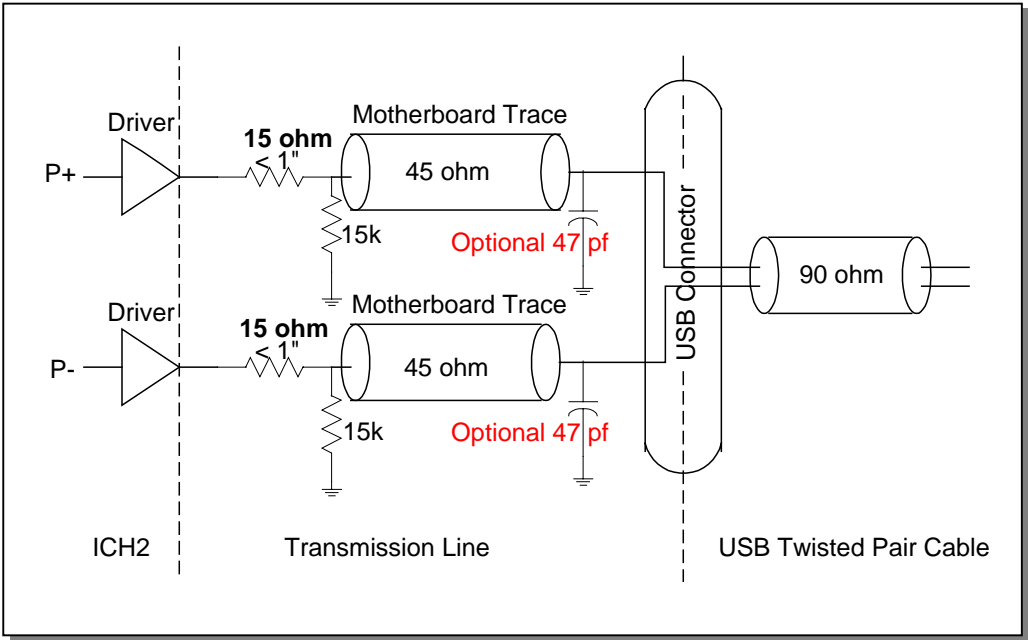 Motherboard Trace
Driver
15 ohm
< 1"
P+
45 ohm
15k
Optional 47 pf
USB Connector
90 ohm
Motherboard Trace
Driver
15 ohm
< 1"
P-
45 ohm
15k
Optional 47 pf
ICH2
Transmission Line
USB Twisted Pair Cable